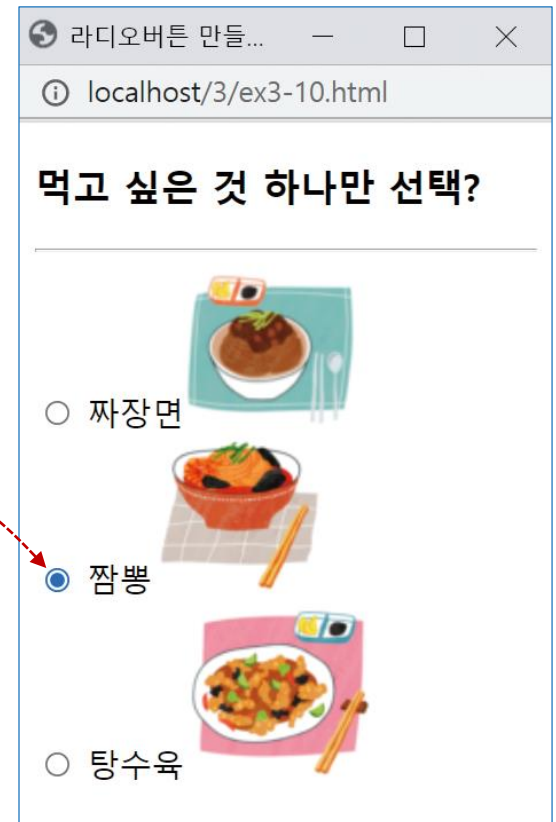 라디오버튼 만들...
localhost/3/ex3-10.html
먹고 싶은 것 하나만 선택?
짜장면
짬뽕
탕수육